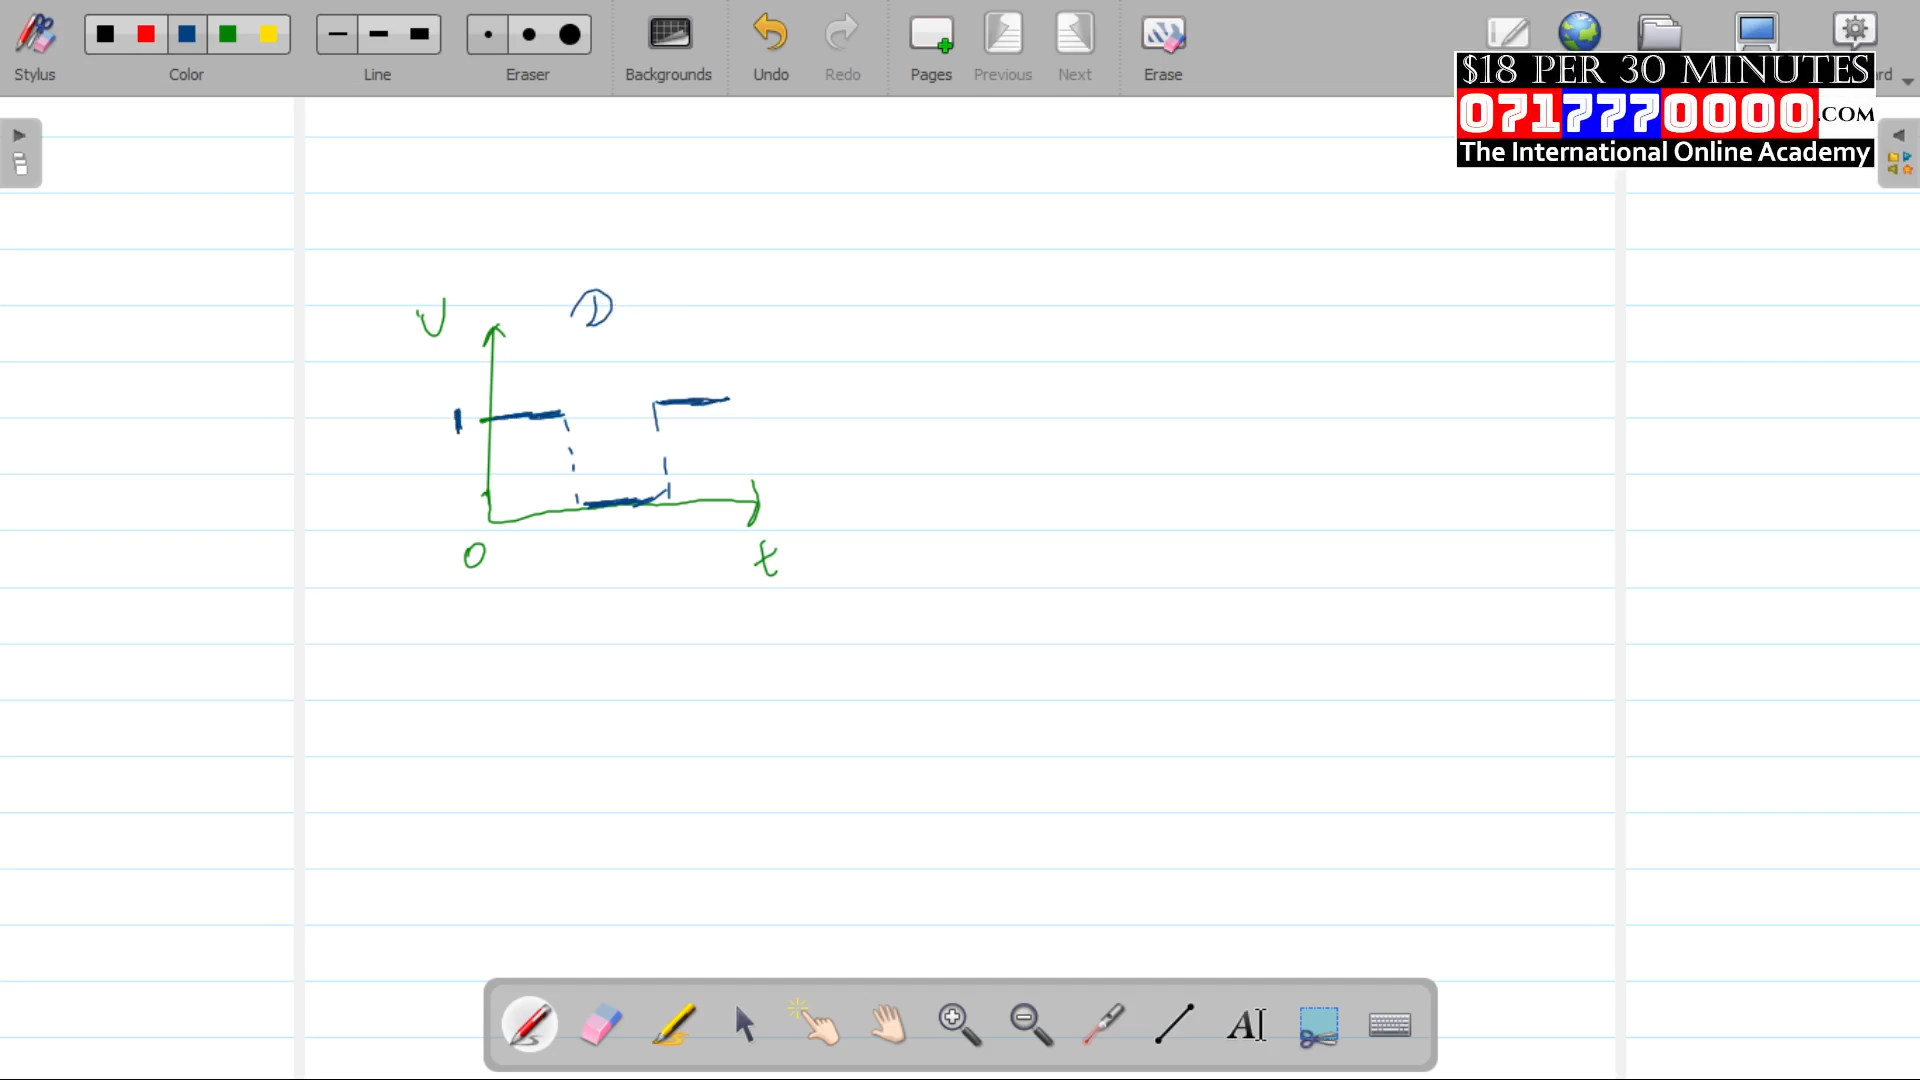 Stylus Color Line Eraser Backgrounds Undo Redo Pages Previous Next Erase
$18 PER 30 MINUTES
0717770000.COM
The International Online Academy
V
1
0
t